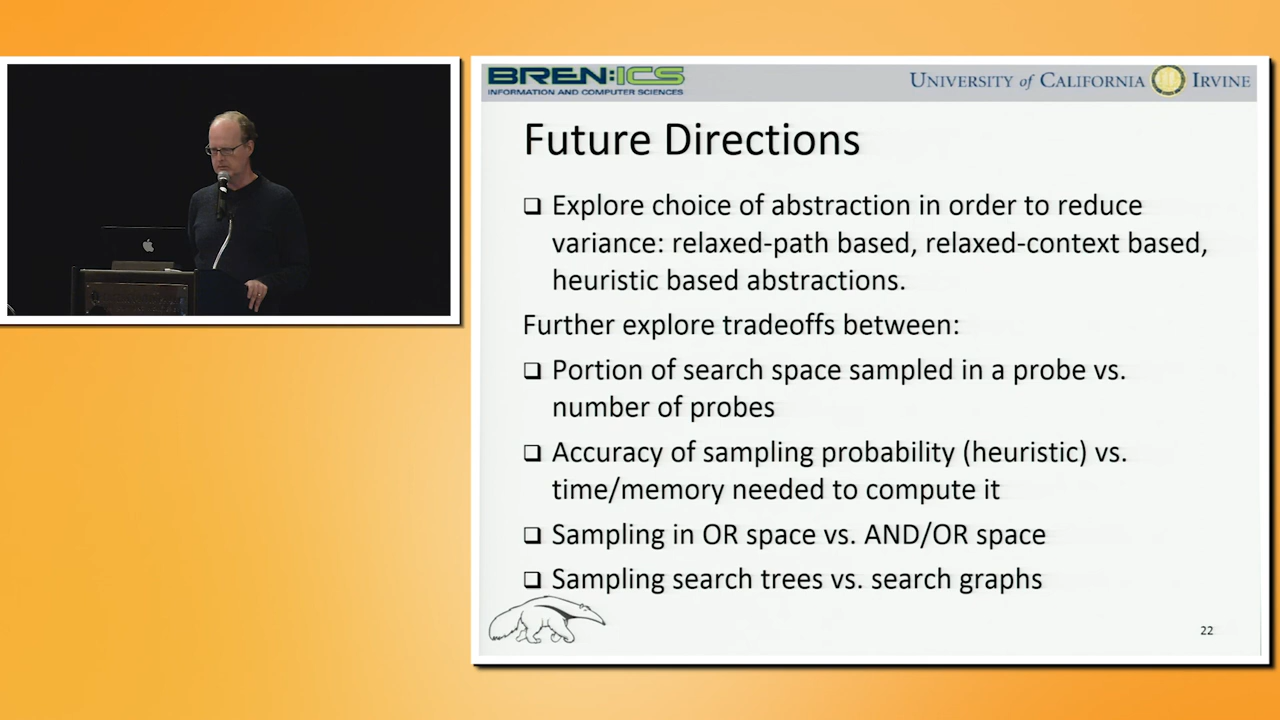 BREN:ICS
INFORMATION AND COMPUTER SCIENCES
UNIVERSITY of CALIFORNIA IRVINE
Future Directions
❑ Explore choice of abstraction in order to reduce
variance: relaxed-path based, relaxed-context based,
heuristic based abstractions.
Further explore tradeoffs between:
❑ Portion of search space sampled in a probe vs.
number of probes
❑ Accuracy of sampling probability (heuristic) vs.
time/memory needed to compute it
❑ Sampling in OR space vs. AND/OR space
❑ Sampling search trees vs. search graphs
22